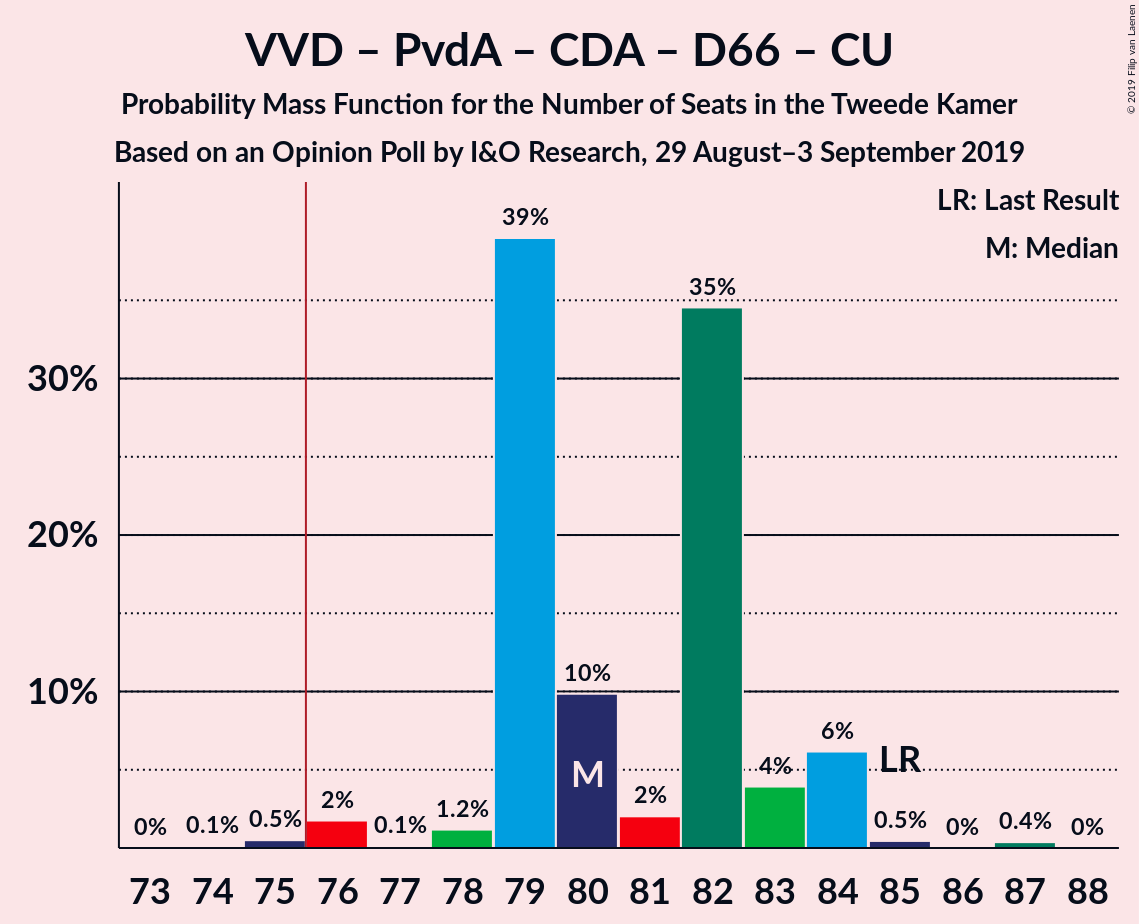 VVD – PvdA – CDA – D66 – CU
Probability Mass Function for the Number of Seats in the Tweede Kamer
Based on an Opinion Poll by I&O Research, 29 August–3 September 2019
© 2019 Filip van Laenen
LR: Last Result
M: Median
39%
35%
30%
20%
10%
10%
6%
LR
4%
M
2%
2%
1.2%
0.5%
0.5%
0.4%
0%
0.1%
0.1%
0%
0%
73 74 75 76 77 78 79 80 81 82 83 84 85 86 87 88